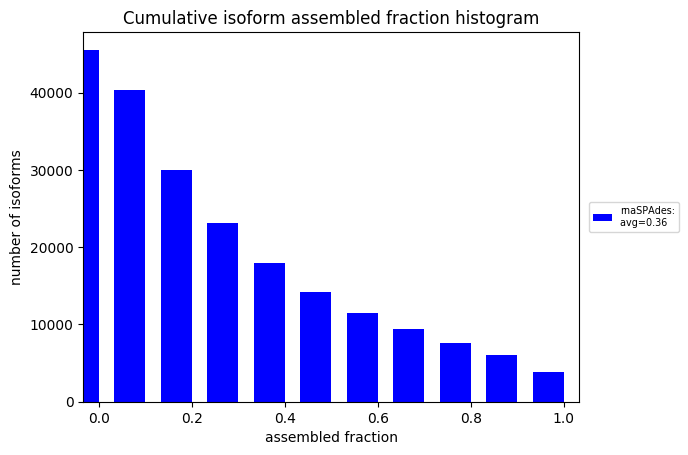 Cumulative isoform assembled fraction histogram
number of isoforms
40000
30000
20000
10000
0
0.0 0.2 0.4 0.6 0.8 1.0
assembled fraction
rnaSPAdes:
avg=0.36